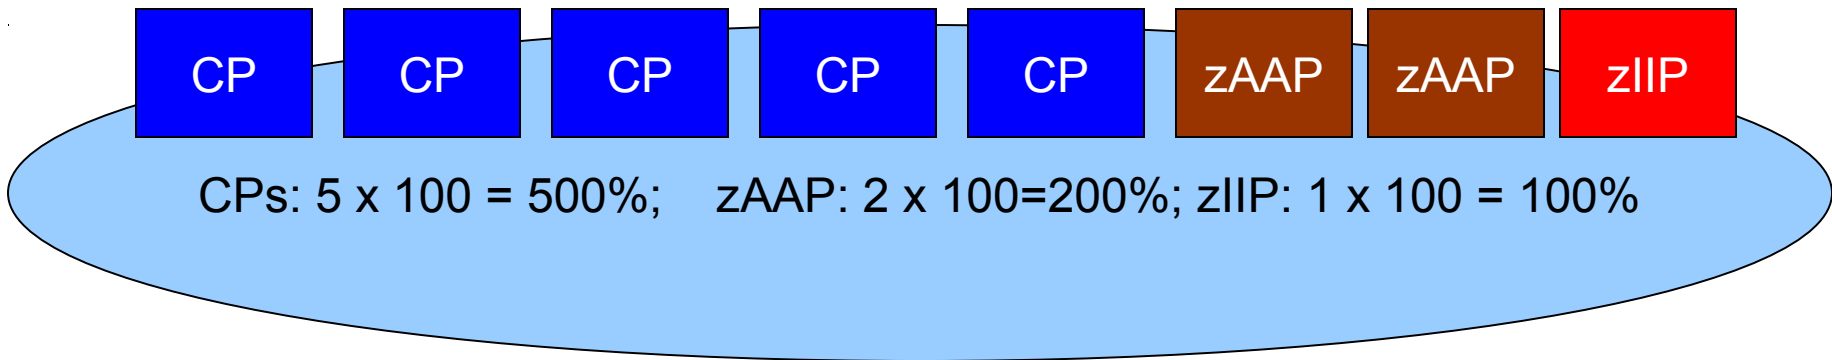 CP CP CP CP CP zAAP zAAP zIIP
CPs: 5 x 100 = 500%; zAAP: 2 x 100=200%; zIIP: 1 x 100 = 100%